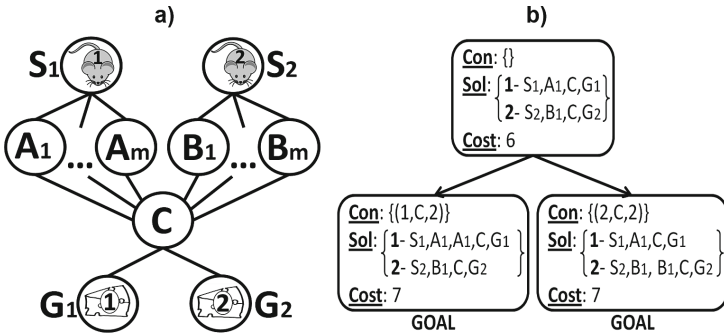 a)
b)
S1 1 2 S2
A1 ... Am B1 ... Bm
C
G1 1 2 G2
Con: {}
Sol: { 1- S1,A1,C,G1
2- S2,B1,C,G2 }
Cost: 6
Con: {(1,C,2)}
Sol: { 1- S1,A1,A1,C,G1
2- S2,B1,C,G2 }
Cost: 7
GOAL
Con: {(2,C,2)}
Sol: { 1- S1,A1,C,G1
2- S2,B1, B1,C,G2 }
Cost: 7
GOAL